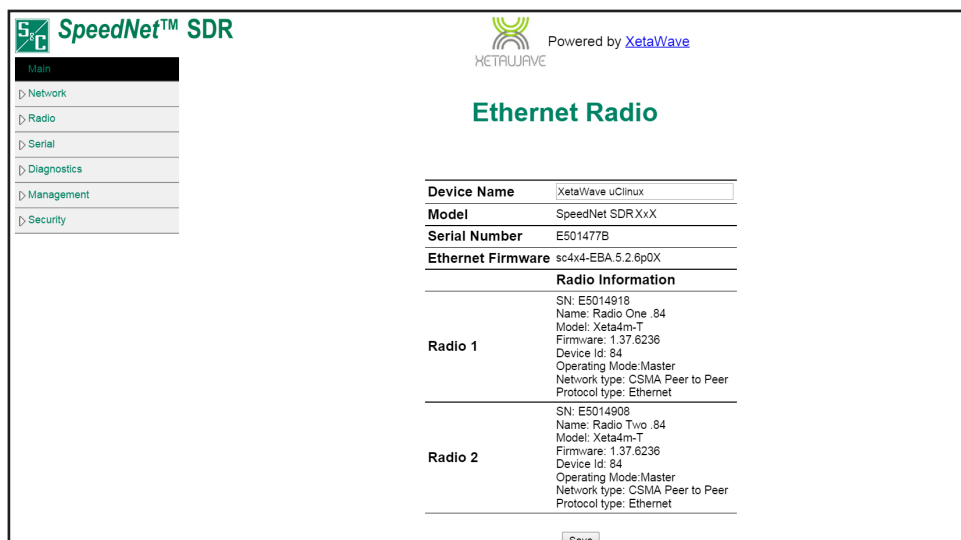 S&C SpeedNet™ SDR
XETAWAVE
Powered by XetaWave
Main
Network
Radio
Serial
Diagnostics
Management
Security
Ethernet Radio
Device Name XetaWave uClinux
Model SpeedNet SDR XxX
Serial Number E501477B
Ethernet Firmware sc4x4-EBA.5.2.6p0X
Radio Information
Radio 1
SN: E5014918
Name: Radio One .84
Model: Xeta4m-T
Firmware: 1.37.6236
Device Id: 84
Operating Mode:Master
Network type: CSMA Peer to Peer
Protocol type: Ethernet
Radio 2
SN: E5014908
Name: Radio Two .84
Model: Xeta4m-T
Firmware: 1.37.6236
Device Id: 84
Operating Mode:Master
Network type: CSMA Peer to Peer
Protocol type: Ethernet
Save